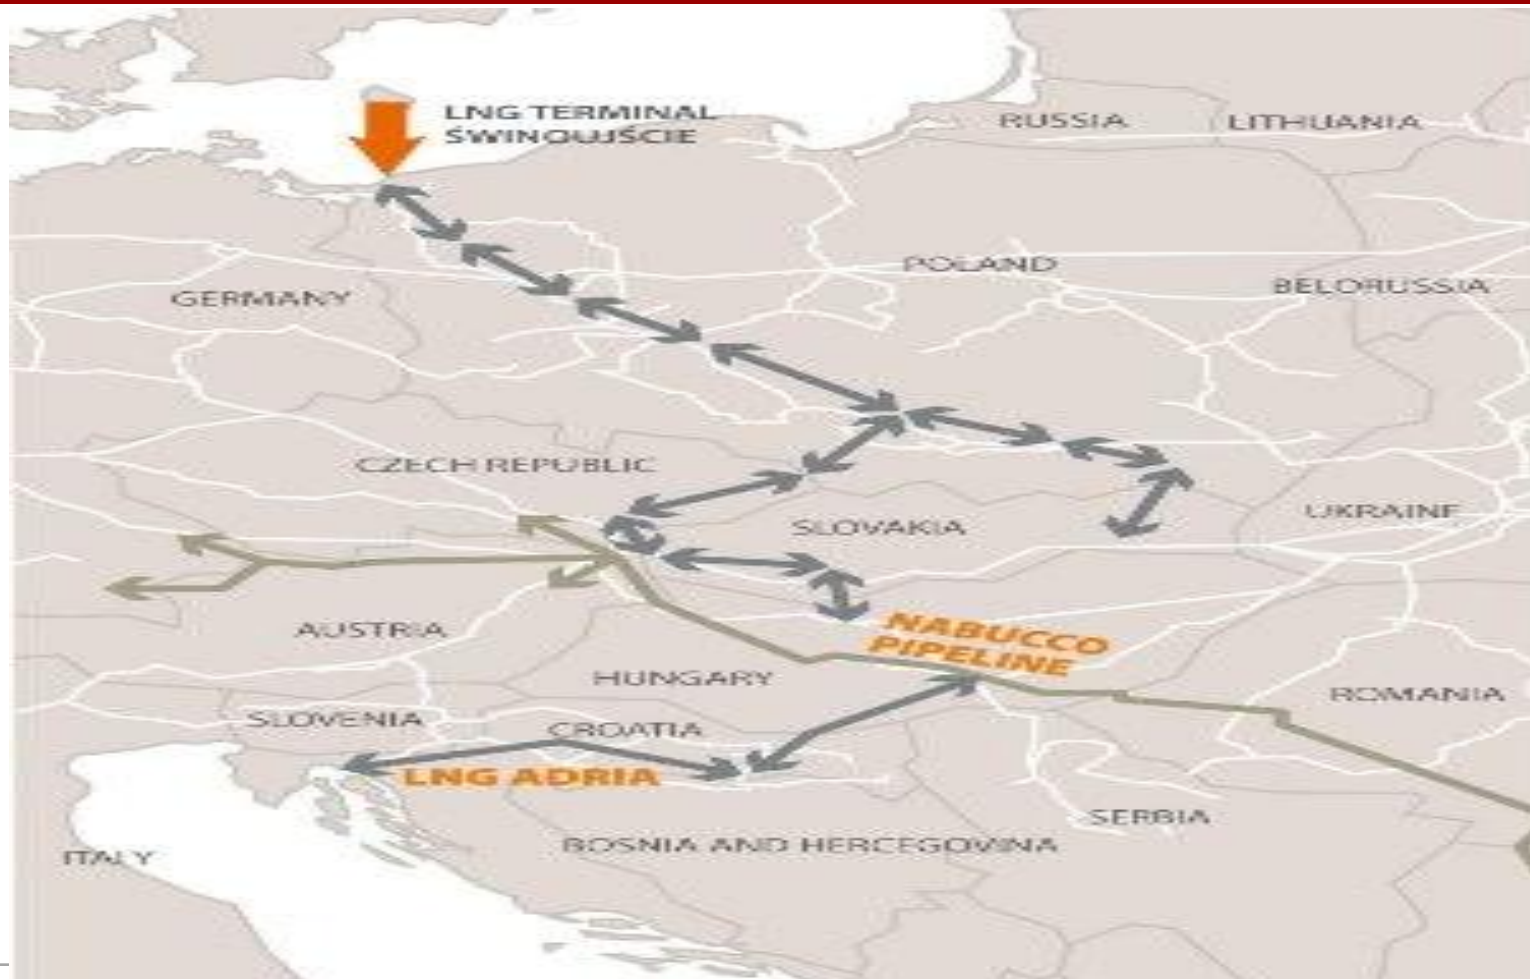 LNG TERMINAL
ŚWINOUJŚCIE
RUSSIA
LITHUANIA
POLAND
BELORUSSIA
GERMANY
CZECH REPUBLIC
UKRAINE
SLOVAKIA
AUSTRIA
NABUCCO
PIPELINE
HUNGARY
ROMANIA
SLOVENIA
CROATIA
LNG ADRIA
SERBIA
BOSNIA AND HERCEGOVINA
ITALY